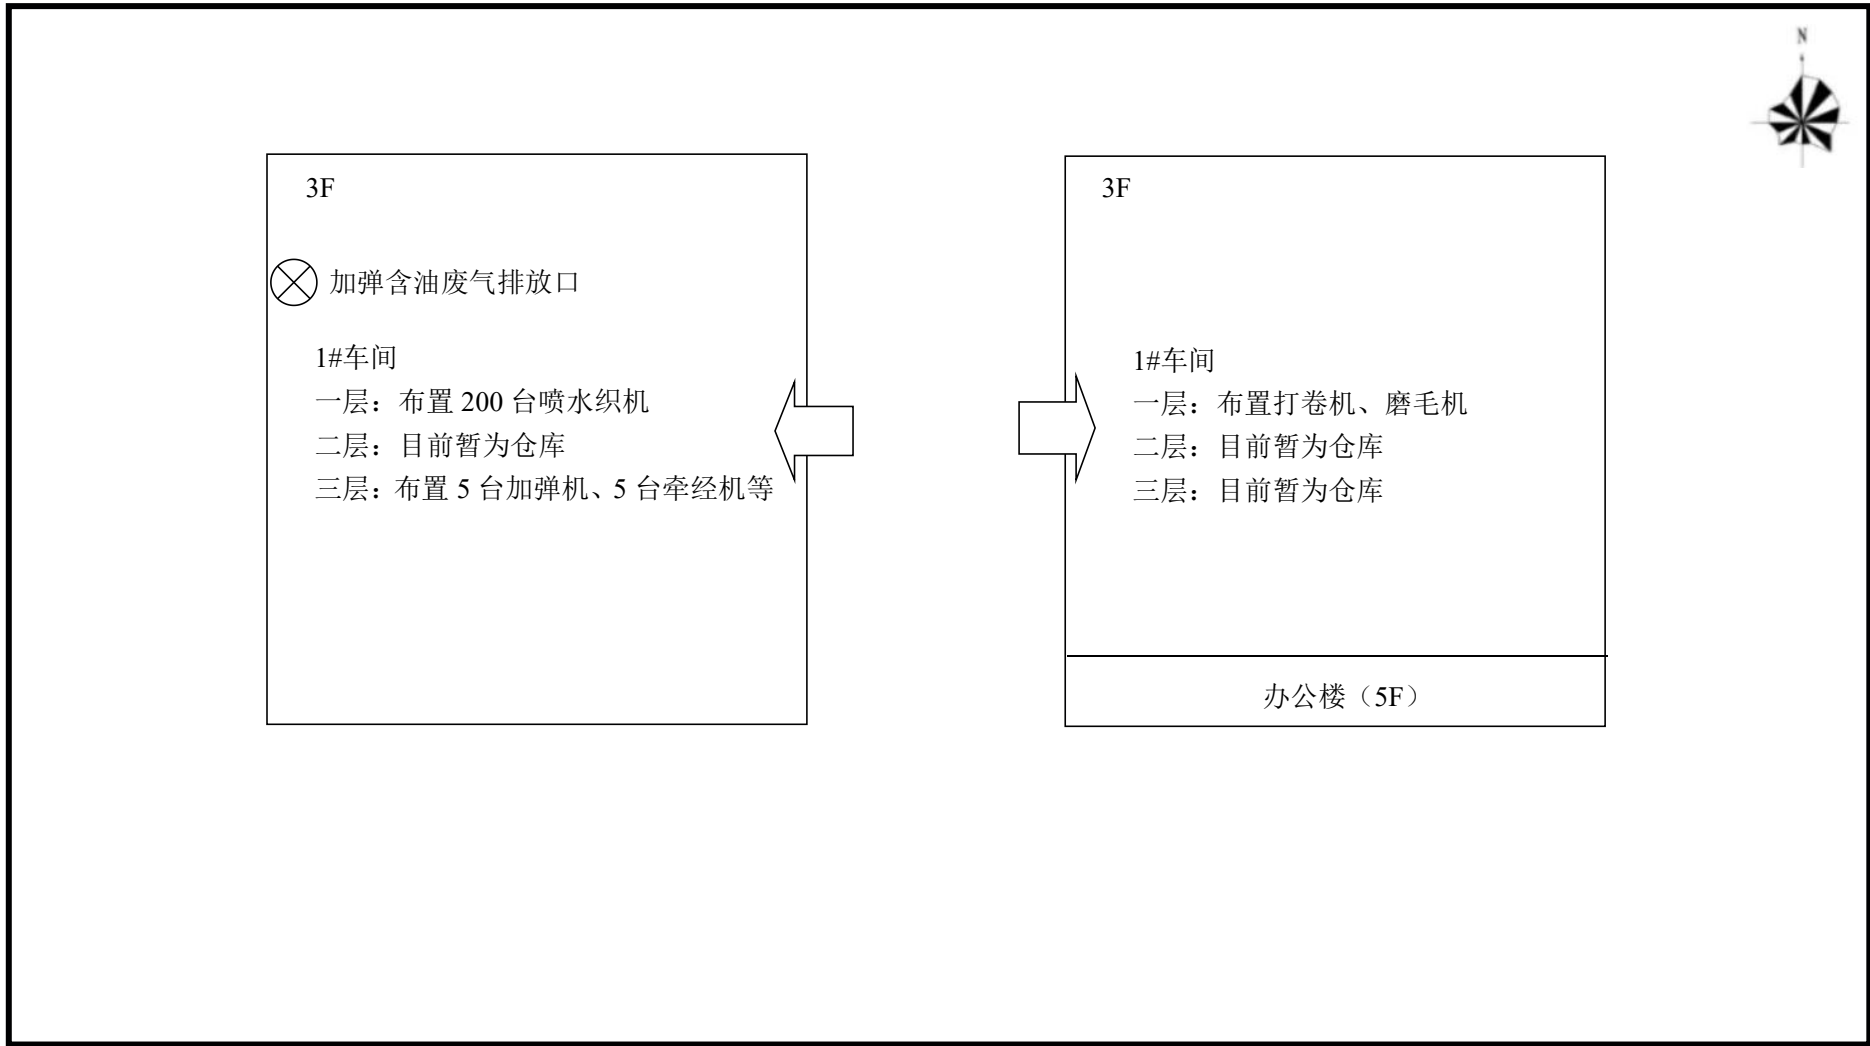 N
3F
加弹含油废气排放口
1#车间
一层：布置 200 台喷水织机
二层：目前暂为仓库
三层：布置 5 台加弹机、5 台牵经机等
3F
1#车间
一层：布置打卷机、磨毛机
二层：目前暂为仓库
三层：目前暂为仓库
办公楼（5F）